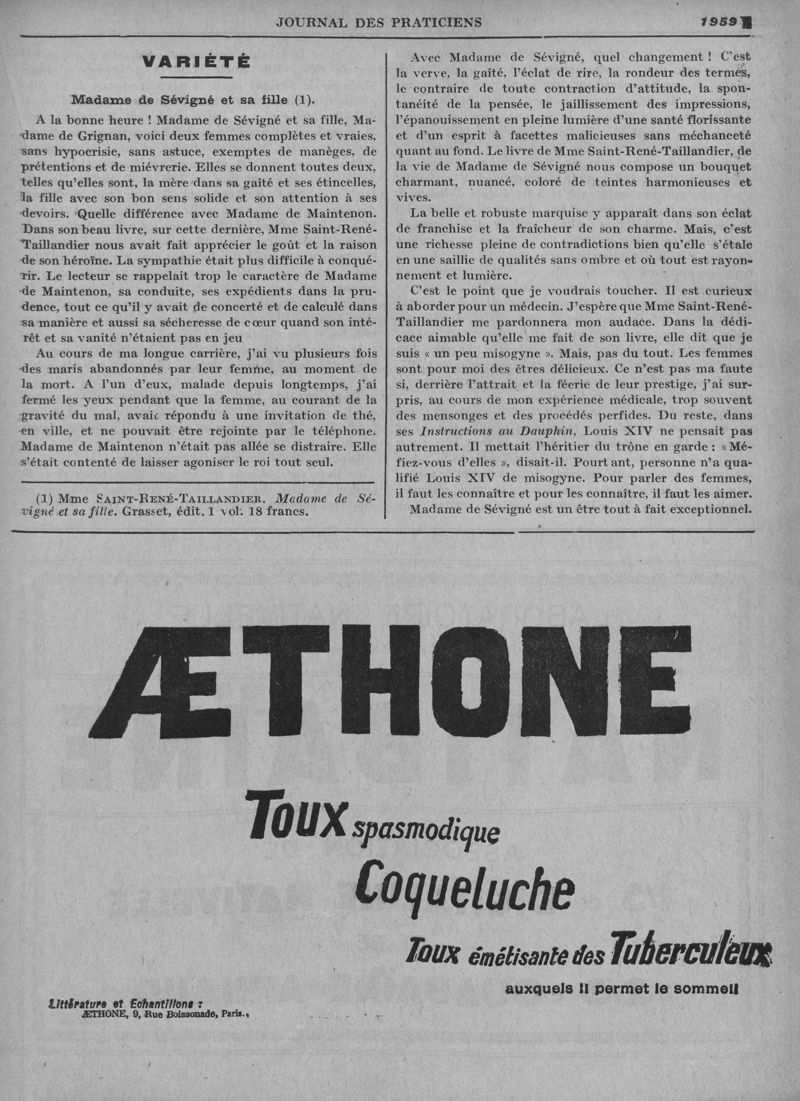 JOURNAL DES PRATICIENS 1959
VARIÉTÉ
Madame de Sévigné et sa fille (1).
A la bonne heure ! Madame de Sévigné et sa fille, Ma-
dame de Grignan, voici deux femmes complètes et vraies,
sans hypocrisie, sans astuce, exemptes de manèges, de
prétentions et de mièvrerie. Elles se donnent toutes deux,
telles qu'elles sont, la mère dans sa gaîté et ses étincelles,
la fille avec son bon sens solide et son attention à ses
devoirs. Quelle différence avec Madame de Maintenon.
Dans son beau livre, sur cette dernière, Mme Saint-René-
Taillandier nous avait fait apprécier le goût et la raison
de son héroïne. La sympathie était plus difficile à conqué-
rir. Le lecteur se rappelait trop le caractère de Madame
de Maintenon, sa conduite, ses expédients dans la pru-
dence, tout ce qu'il y avait de concerté et de calculé dans
sa manière et aussi sa sécheresse de cœur quand son inté-
rêt et sa vanité n'étaient pas en jeu
Au cours de ma longue carrière, j'ai vu plusieurs fois
des maris abandonnés par leur femme, au moment de
la mort. A l'un d'eux, malade depuis longtemps, j'ai
fermé les yeux pendant que la femme, au courant de la
gravité du mal, avait répondu à une invitation de thé,
en ville, et ne pouvait être rejointe par le téléphone.
Madame de Maintenon n'était pas allée se distraire. Elle
s'était contenté de laisser agoniser le roi tout seul.
(1) Mme SAINT-RENÉ-TAILLANDIER. Madame de Sé-
vigné et sa fille. Grasset, édit. 1 vol. 18 francs.
Avec Madame de Sévigné, quel changement ! C'est
la verve, la gaîté, l'éclat de rire, la rondeur des termes,
le contraire de toute contraction d'attitude, la spon-
tanéité de la pensée, le jaillissement des impressions,
l'épanouissement en pleine lumière d'une santé florissante
et d'un esprit à facettes malicieuses sans méchanceté
quant au fond. Le livre de Mme Saint-René-Taillandier, de
la vie de Madame de Sévigné nous compose un bouquet
charmant, nuancé, coloré de teintes harmonieuses et
vives.
La belle et robuste marquise y apparaît dans son éclat
de franchise et la fraîcheur de son charme. Mais, c'est
une richesse pleine de contradictions bien qu'elle s'étale
en une saillie de qualités sans ombre et où tout est rayon-
nement et lumière.
C'est le point que je voudrais toucher. Il est curieux
à aborder pour un médecin. J'espère que Mme Saint-René-
Taillandier me pardonnera mon audace. Dans la dédi-
cace aimable qu'elle me fait de son livre, elle dit que je
suis « un peu misogyne ». Mais, pas du tout. Les femmes
sont pour moi des êtres délicieux. Ce n'est pas ma faute
si, derrière l'attrait et la féerie de leur prestige, j'ai sur-
pris, au cours de mon expérience médicale, trop souvent
des mensonges et des procédés perfides. Du reste, dans
ses Instructions au Dauphin, Louis XIV ne pensait pas
autrement. Il mettait l'héritier du trône en garde : « Mé-
fiez-vous d'elles », disait-il. Pourtant, personne n'a qua-
lifié Louis XIV de misogyne. Pour parler des femmes,
il faut les connaître et pour les connaître, il faut les aimer.
Madame de Sévigné est un être tout à fait exceptionnel.
ÆTHONE
Toux spasmodique
Coqueluche
Toux émétisante des Tuberculeux
auxquels il permet le sommeil
Littérature et Echantillons :
ÆTHONE, 9, Rue Boissonade, Paris.